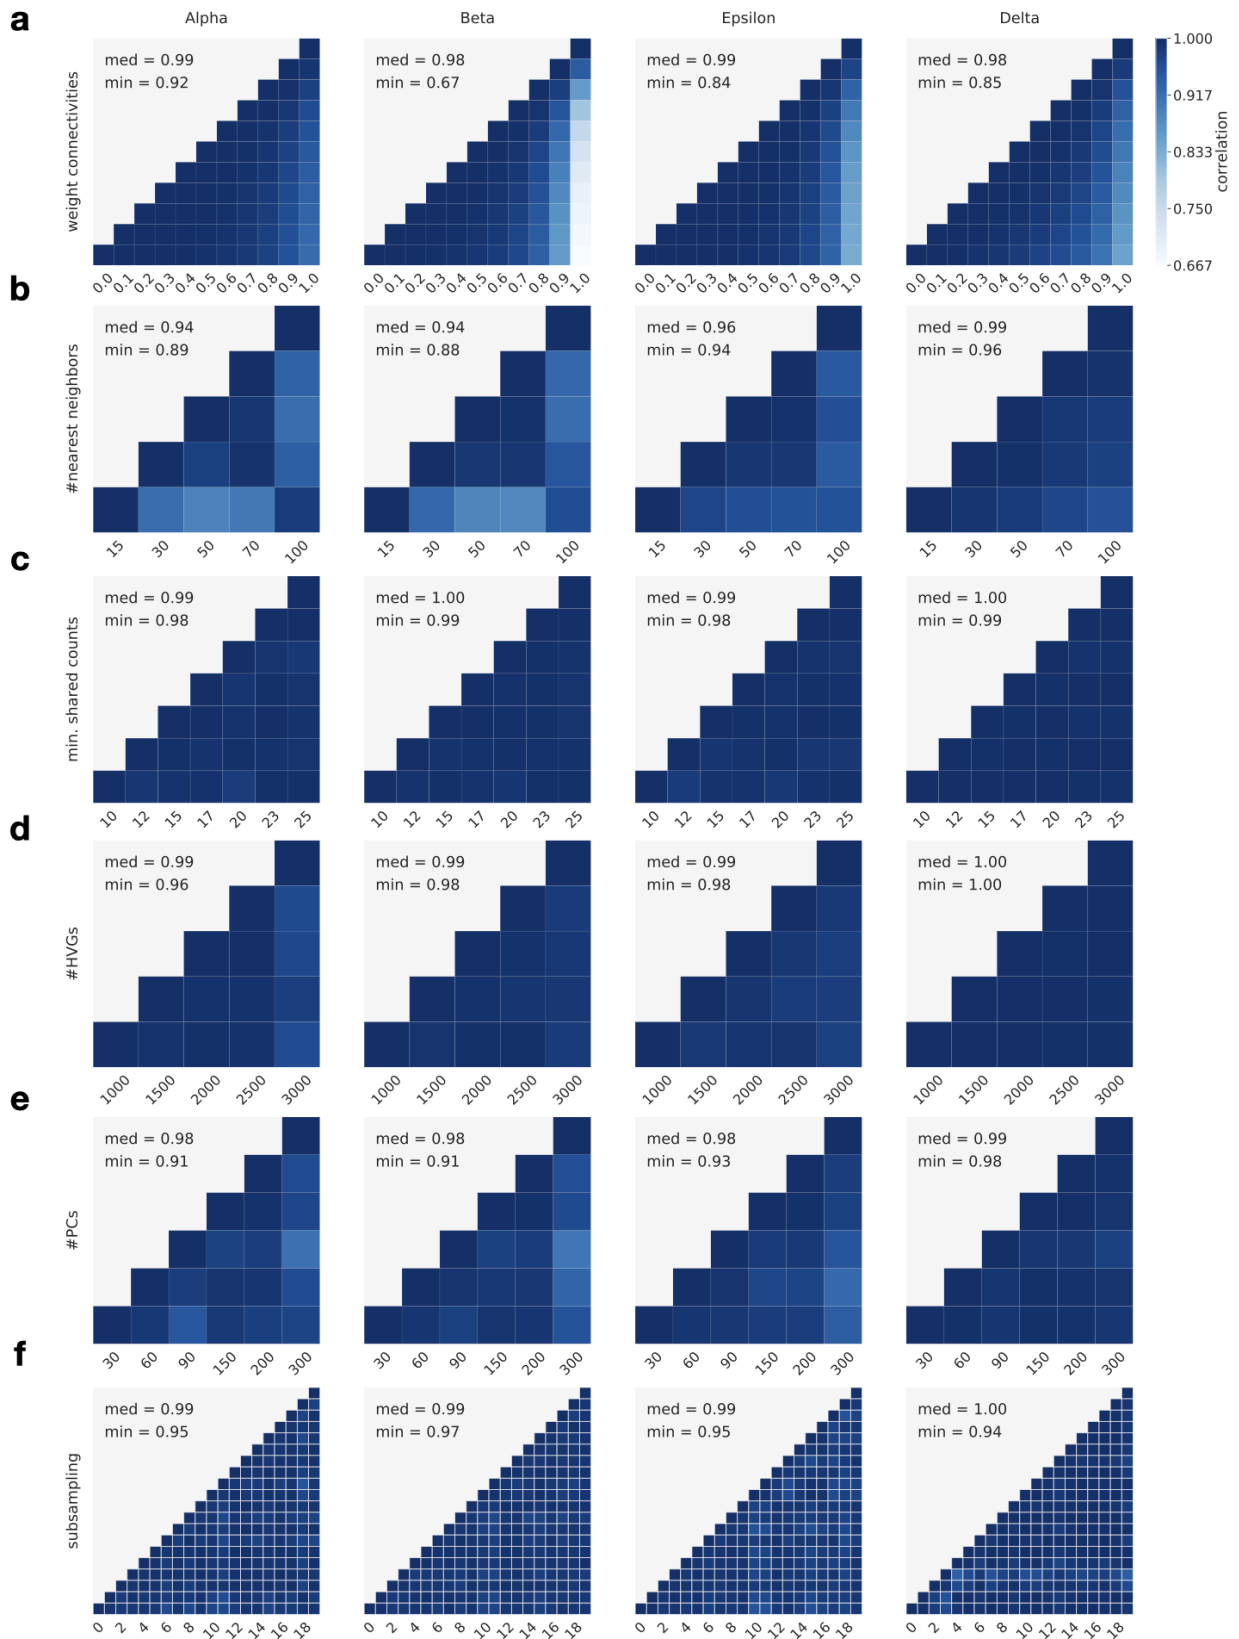 a
Alpha Beta Epsilon Delta
weight connectivities
med = 0.99
min = 0.92
med = 0.98
min = 0.67
med = 0.99
min = 0.84
med = 0.98
min = 0.85
1.000
0.917
0.833
0.750
0.667
correlation
0.0 0.1 0.2 0.3 0.4 0.5 0.6 0.7 0.8 0.9 1.0
0.0 0.1 0.2 0.3 0.4 0.5 0.6 0.7 0.8 0.9 1.0
0.0 0.1 0.2 0.3 0.4 0.5 0.6 0.7 0.8 0.9 1.0
0.0 0.1 0.2 0.3 0.4 0.5 0.6 0.7 0.8 0.9 1.0
b
#nearest neighbors
med = 0.94
min = 0.89
med = 0.94
min = 0.88
med = 0.96
min = 0.94
med = 0.99
min = 0.96
15 30 50 70 100
15 30 50 70 100
15 30 50 70 100
15 30 50 70 100
c
min. shared counts
med = 0.99
min = 0.98
med = 1.00
min = 0.99
med = 0.99
min = 0.98
med = 1.00
min = 0.99
10 12 15 17 20 23 25
10 12 15 17 20 23 25
10 12 15 17 20 23 25
10 12 15 17 20 23 25
d
#HVGs
med = 0.99
min = 0.96
med = 0.99
min = 0.98
med = 0.99
min = 0.98
med = 1.00
min = 1.00
1000 1500 2000 2500 3000
1000 1500 2000 2500 3000
1000 1500 2000 2500 3000
1000 1500 2000 2500 3000
e
#PCs
med = 0.98
min = 0.91
med = 0.98
min = 0.91
med = 0.98
min = 0.93
med = 0.99
min = 0.98
30 60 90 150 200 300
30 60 90 150 200 300
30 60 90 150 200 300
30 60 90 150 200 300
f
subsampling
med = 0.99
min = 0.95
med = 0.99
min = 0.97
med = 0.99
min = 0.95
med = 1.00
min = 0.94
0 2 4 6 8 10 12 14 16 18
0 2 4 6 8 10 12 14 16 18
0 2 4 6 8 10 12 14 16 18
0 2 4 6 8 10 12 14 16 18